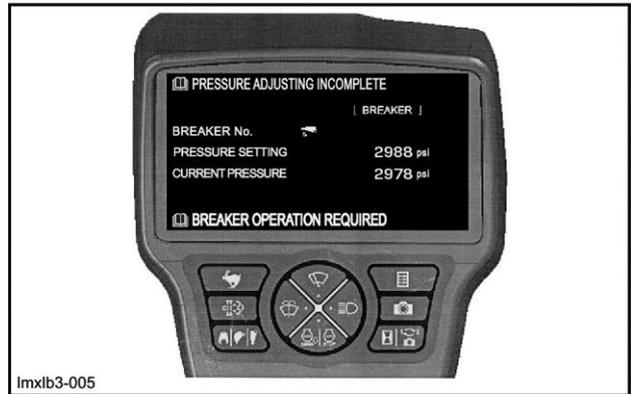 PRESSURE ADJUSTING INCOMPLETE
[ BREAKER ]
BREAKER No.
PRESSURE SETTING 2988 psi
CURRENT PRESSURE 2978 psi
BREAKER OPERATION REQUIRED
STOP
lmxlb3-005